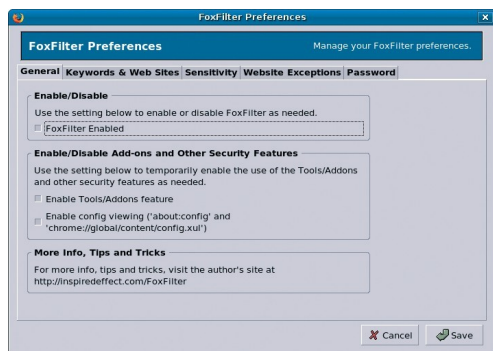 FoxFilter Preferences
FoxFilter Preferences
Manage your FoxFilter preferences.
General Keywords & Web Sites Sensitivity Website Exceptions Password
Enable/Disable
Use the setting below to enable or disable FoxFilter as needed.
FoxFilter Enabled
Enable/Disable Add-ons and Other Security Features
Use the setting below to temporarily enable the use of the Tools/Addons
and other security features as needed.
Enable Tools/Addons feature
Enable config viewing ('about:config' and
'chrome://global/content/config.xul')
More Info, Tips and Tricks
For more info, tips and tricks, visit the author's site at
http://inspiredeffect.com/FoxFilter
Cancel Save